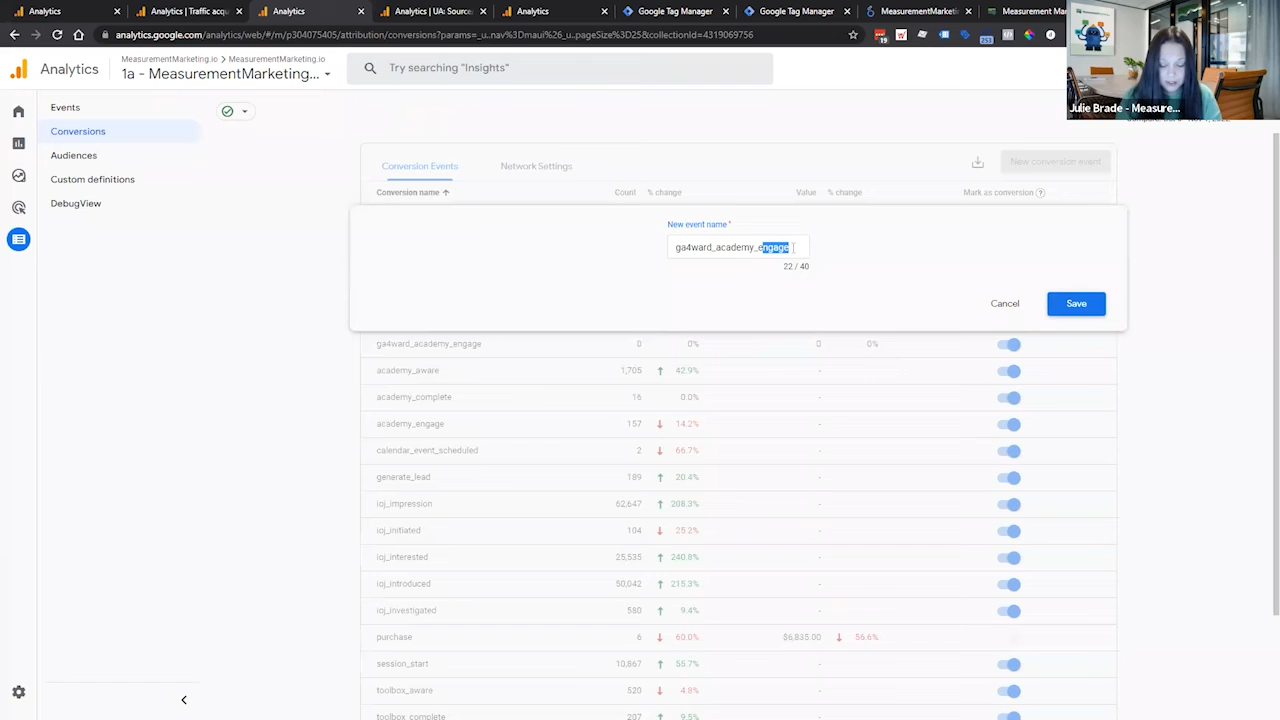 Analytics
Analytics | Traffic acqu
Analytics
Analytics | UA: Source
Analytics
Google Tag Manager
Google Tag Manager
MeasurementMarketin
Measurement Mar
analytics.google.com/analytics/web/#/m/p304075405/attribution/conversions?params=_u.nav%3Dmaui%26_u.pageSize%3D25&collectionId=4319069756
19
253
Analytics
MeasurementMarketing.io > MeasurementMarketing.io
1a - MeasurementMarketing...
Try searching "Insights"
Julie Brade - Measure...
Events
Conversions
Audiences
Custom definitions
DebugView
Conversion Events
Network Settings
New conversion event
Conversion name
Count
% change
Value
% change
Mark as conversion
New event name *
ga4ward_academy_engage
22 / 40
Cancel
Save
ga4ward_academy_engage 0 0% 0 0%
academy_aware 1,705 42.9% -
academy_complete 16 0.0% -
academy_engage 157 14.2% -
calendar_event_scheduled 2 66.7% -
generate_lead 189 20.4% -
ioj_impression 62,647 208.3% -
ioj_initiated 104 25.2% -
ioj_interested 25,535 240.8% -
ioj_introduced 50,042 215.3% -
ioj_investigated 580 9.4% -
purchase 6 60.0% $6,835.00 56.6%
session_start 10,867 55.7% -
toolbox_aware 520 4.8% -
toolbox_complete 207 9.5% -